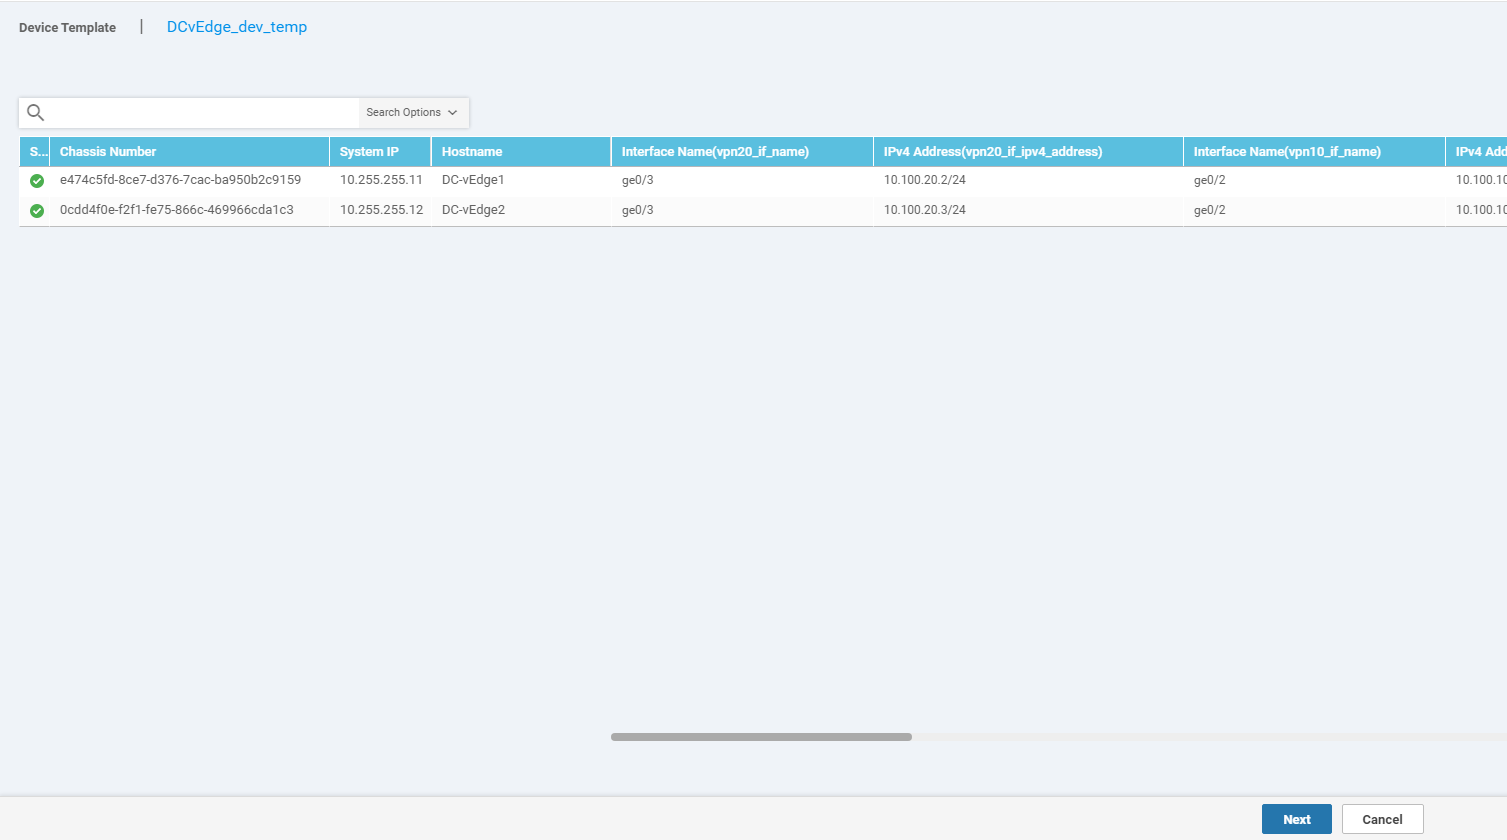 Device Template | DCvEdge_dev_temp
Search Options
S... Chassis Number System IP Hostname Interface Name(vpn20_if_name) IPv4 Address(vpn20_if_ipv4_address) Interface Name(vpn10_if_name) IPv4 Add
e474c5fd-8ce7-d376-7cac-ba950b2c9159 10.255.255.11 DC-vEdge1 ge0/3 10.100.20.2/24 ge0/2 10.100.10
0cdd4f0e-f2f1-fe75-866c-469966cda1c3 10.255.255.12 DC-vEdge2 ge0/3 10.100.20.3/24 ge0/2 10.100.10
Next Cancel